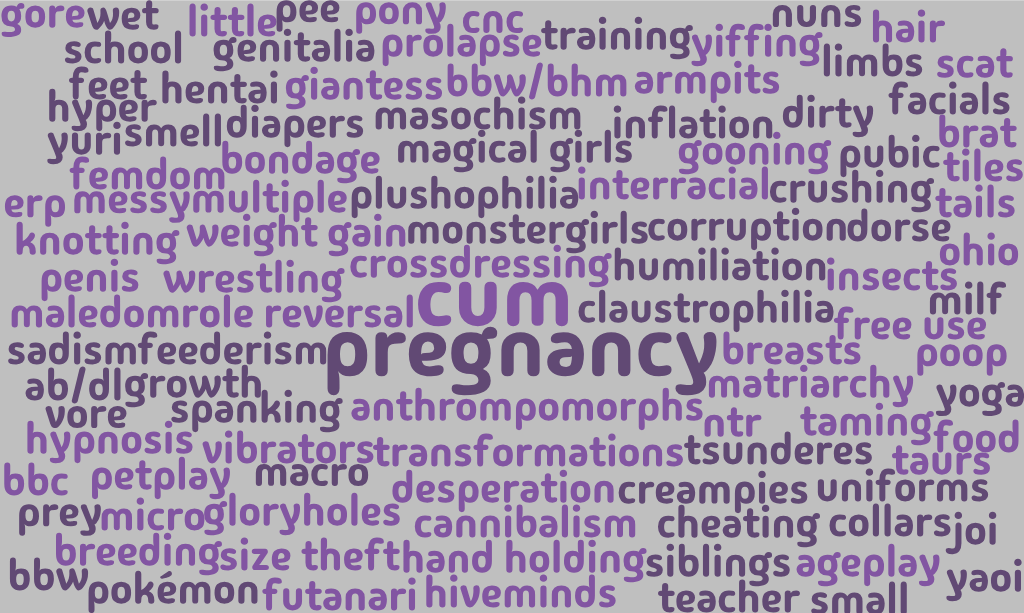 gore wet little pee pony cnc nuns hair
school genitalia prolapse training yiffing limbs scat
feet hentai giantess bbw/bhm armpits facials
hyper yuri smell diapers masochism inflation dirty brat
femdom bondage magical girls gooning pubic tiles
erp messy multiple plushophilia interracial crushing tails
knotting weight gain monstergirls corruption dorse ohio
penis wrestling crossdressing humiliation insects milf
maledom role reversal cum claustrophilia free use
sadism feederism pregnancy breasts poop
ab/dl growth matriarchy yoga
vore spanking anthrompomorphs ntr taming food
hypnosis vibrators transformations tsunderes taurs
bbc petplay macro desperation creampies uniforms
prey micro gloryholes cannibalism cheating collars joi
breeding size theft hand holding siblings ageplay yaoi
bbw pokémon futanari hiveminds teacher small